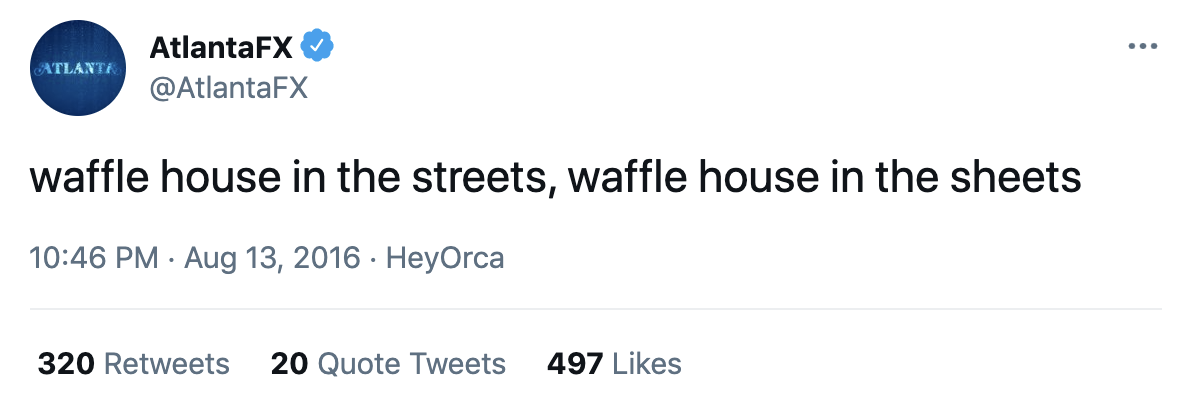 ATLANTA
AtlantaFX
@AtlantaFX
waffle house in the streets, waffle house in the sheets
10:46 PM · Aug 13, 2016 · HeyOrca
320 Retweets 20 Quote Tweets 497 Likes